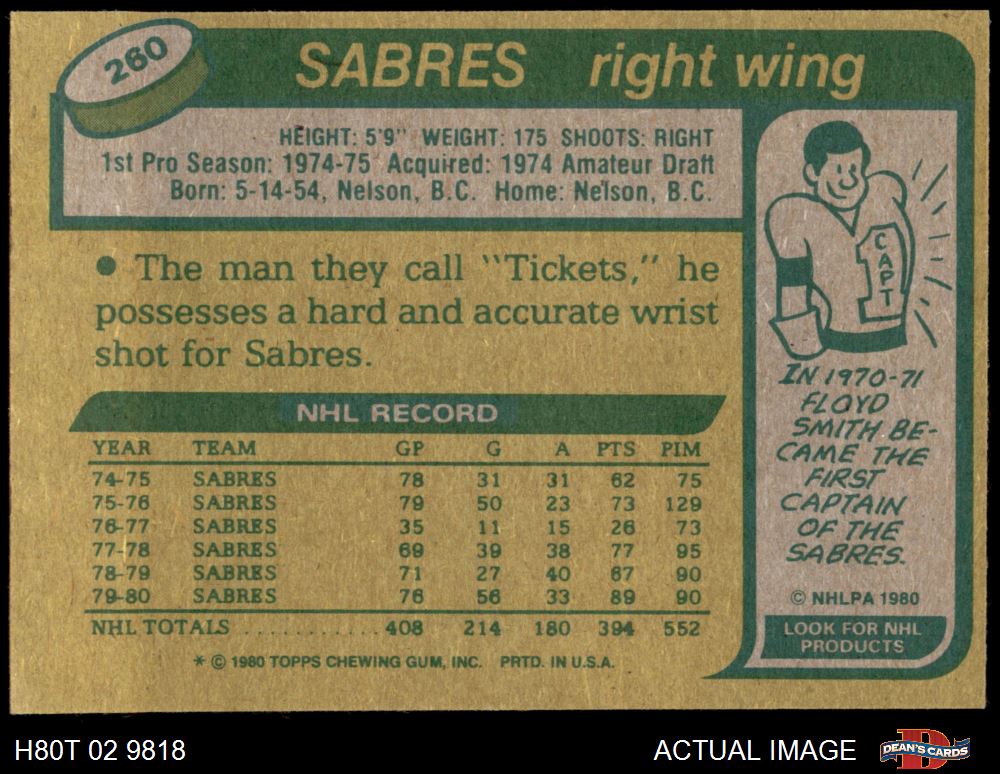 260
SABRES right wing
HEIGHT: 5'9" WEIGHT: 175 SHOOTS: RIGHT
1st Pro Season: 1974-75 Acquired: 1974 Amateur Draft
Born: 5-14-54, Nelson, B.C. Home: Nelson, B.C.
● The man they call "Tickets," he
possesses a hard and accurate wrist
shot for Sabres.
NHL RECORD
YEAR TEAM GP G A PTS PIM
74-75 SABRES 78 31 31 62 75
75-76 SABRES 79 50 23 73 129
76-77 SABRES 35 11 15 26 73
77-78 SABRES 69 39 38 77 95
78-79 SABRES 71 27 40 67 90
79-80 SABRES 76 56 33 89 90
NHL TOTALS .......... 408 214 180 394 552
* © 1980 TOPPS CHEWING GUM, INC. PRTD. IN U.S.A.
CAPT
1
IN 1970-71
FLOYD
SMITH BE-
CAME THE
FIRST
CAPTAIN
OF THE
SABRES.
© NHLPA 1980
LOOK FOR NHL
PRODUCTS
H80T 02 9818
ACTUAL IMAGE
DEAN'S CARDS